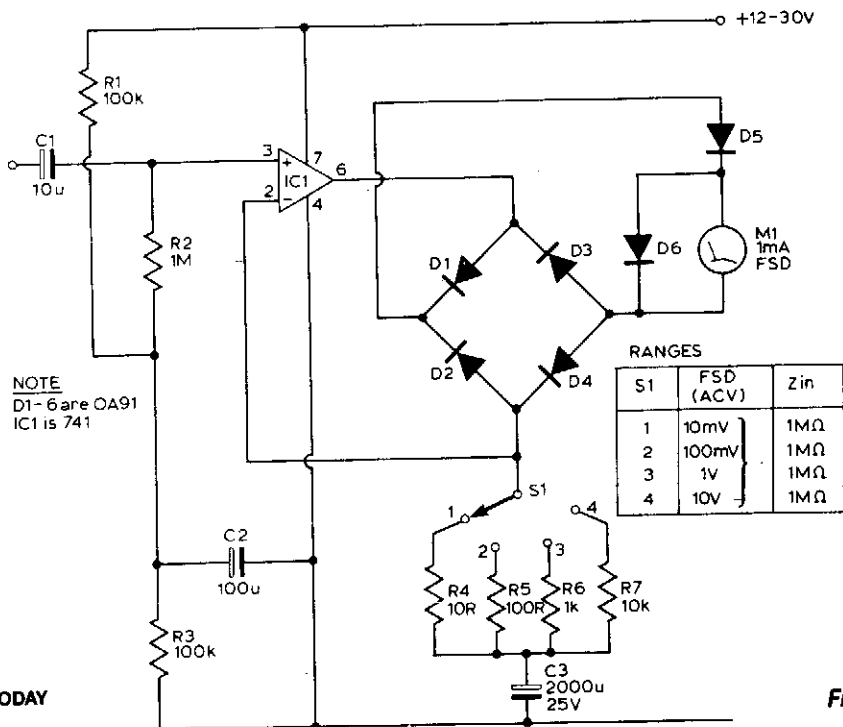 +12-30V
R1
100k
C1
10u
3
+
7
6
IC1
2
-
4
R2
1M
D5
D6
M1
1mA
FSD
D1
D3
D2
D4
NOTE
D1-6 are OA91
IC1 is 741
RANGES
S1 FSD (ACV) Zin
1 10mV 1MΩ
2 100mV 1MΩ
3 1V 1MΩ
4 10V 1MΩ
S1
1
2
3
4
C2
100u
R4
10R
R5
100R
R6
1k
R7
10k
R3
100k
C3
2000u
25V
ODAY